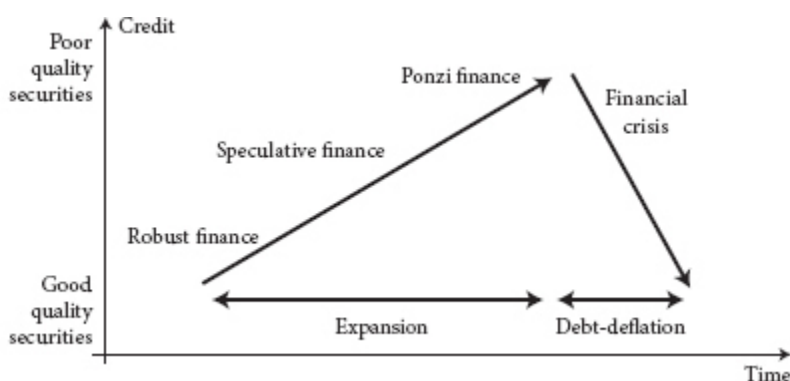 Credit
Poor
quality
securities
Ponzi finance
Financial
crisis
Speculative finance
Robust finance
Good
quality
securities
Expansion
Debt-deflation
Time